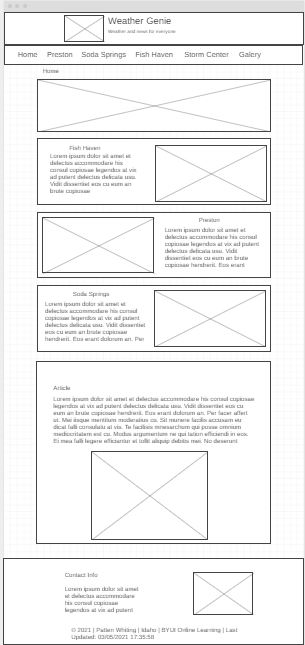 Weather Genie
Weather and news for everyone
Home Preston Soda Springs Fish Haven Storm Center Galery
Home
Fish Haven
Lorem ipsum dolor sit amet et
delectus accommodare his consul
copiosae legendos at vix ad
putent delectus delicata usu.
Vidit dissentiet eos cu eum an
brute copiosae
Preston
Lorem ipsum dolor sit amet et
delectus accommodare his consul
copiosae legendos at vix ad putent
delectus delicata usu. Vidit
dissentiet eos cu eum an brute
copiosae hendrerit. Eos erant
Soda Springs
Lorem ipsum dolor sit amet et
delectus accommodare his consul
copiosae legendos at vix ad putent
delectus delicata usu. Vidit dissentiet
eos cu eum an brute copiosae
hendrerit. Eos erant dolorum an. Per
Article
Lorem ipsum dolor sit amet et delectus accommodare his consul copiosae
legendos at vix ad putent delectus delicata usu. Vidit dissentiet eos cu
eum an brute copiosae hendrerit. Eos erant dolorum an. Per facer affert
ut. Mei iisque mentitum moderatius cu. Sit munere facilis accusam eu
dicat falli consulatu at vis. Te facilisis mnesarchum qui posse omnium
mediocritatem est cu. Modus argumentum ne qui tation efficiendi in eos.
Ei mea falli legere efficiantur et tollit aliquip debitis mei. No deserunt
Contact Info
Lorem ipsum dolor sit amet
et delectus accommodare
his consul copiosae
legendos at vix ad putent
© 2021 | Patten Whiting | Idaho | BYUI Online Learning | Last
Updated: 03/05/2021 17:35:58